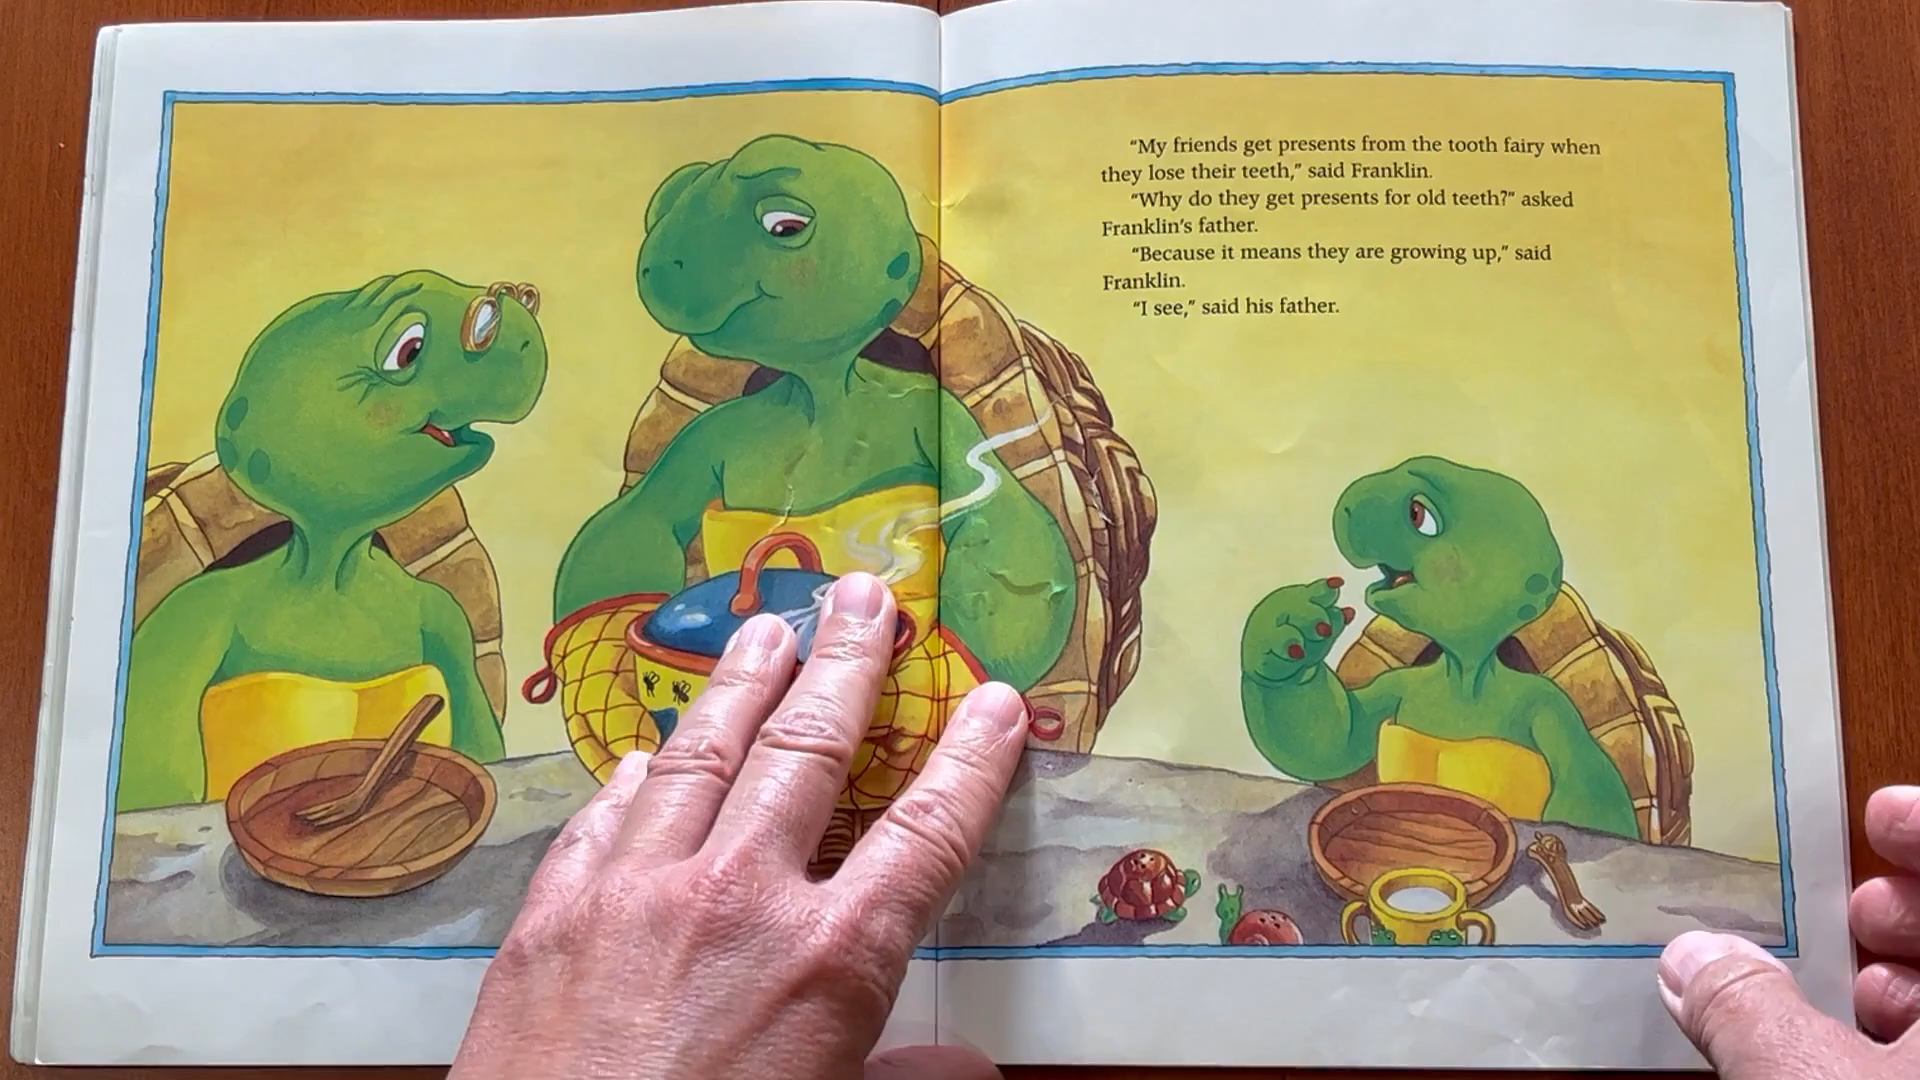 “My friends get presents from the tooth fairy when
they lose their teeth,” said Franklin.
“Why do they get presents for old teeth?” asked
Franklin’s father.
“Because it means they are growing up,” said
Franklin.
“I see,” said his father.